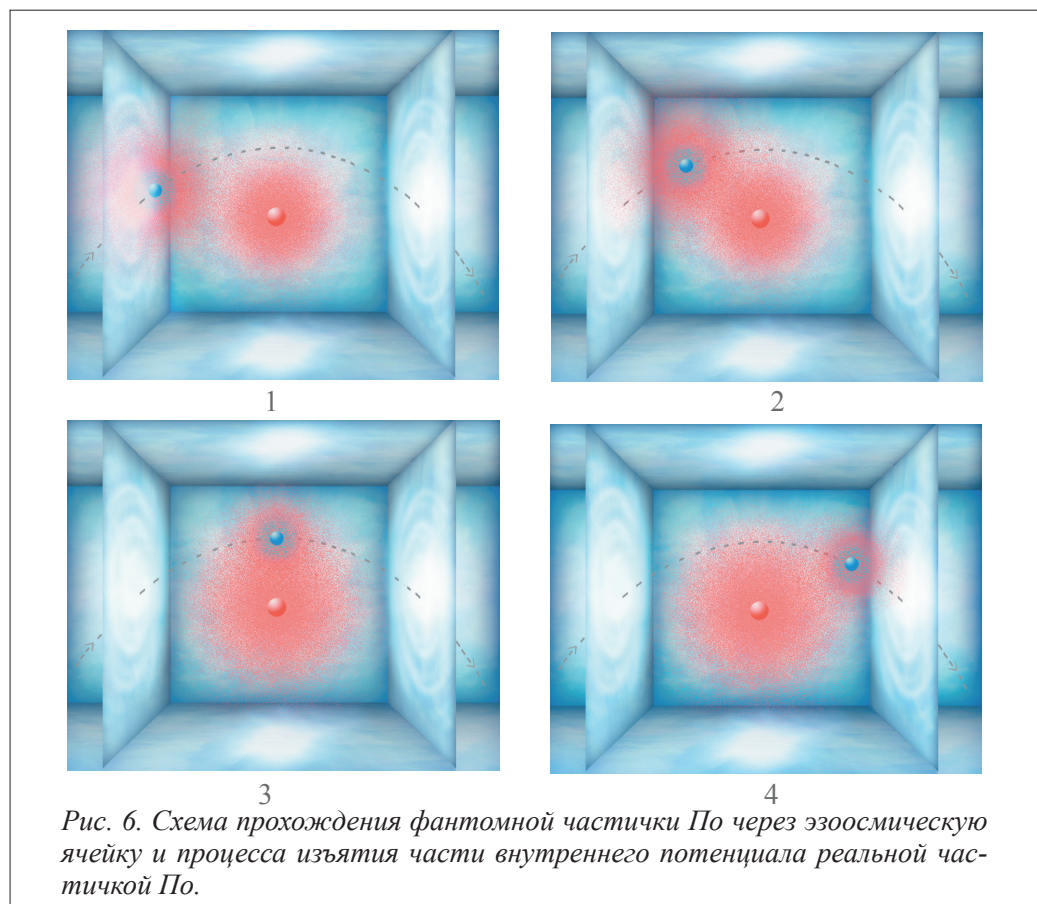 1
2
3
4
Рис. 6. Схема прохождения фантомной частички По через эзоосмическую
ячейку и процесса изъятия части внутреннего потенциала реальной час-
тичкой По.